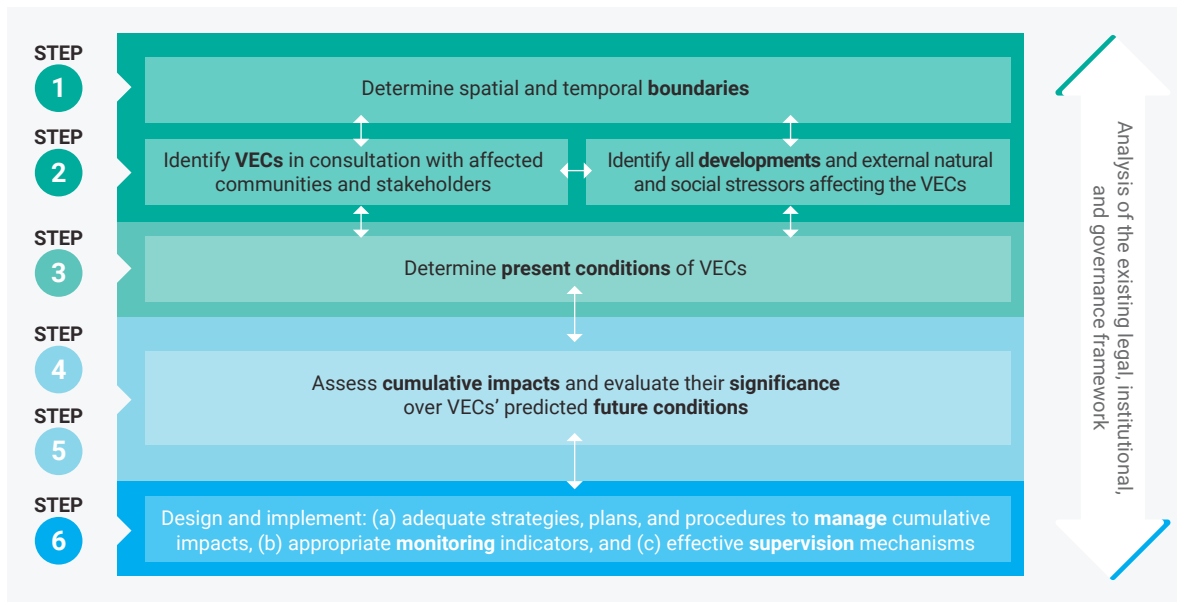 STEP
1
Determine spatial and temporal boundaries
STEP
2
Identify VECs in consultation with affected
communities and stakeholders
Identify all developments and external natural
and social stressors affecting the VECs
STEP
3
Determine present conditions of VECs
STEP
4
STEP
5
Assess cumulative impacts and evaluate their significance
over VECs’ predicted future conditions
STEP
6
Design and implement: (a) adequate strategies, plans, and procedures to manage cumulative
impacts, (b) appropriate monitoring indicators, and (c) effective supervision mechanisms
Analysis of the existing legal, institutional,
and governance framework